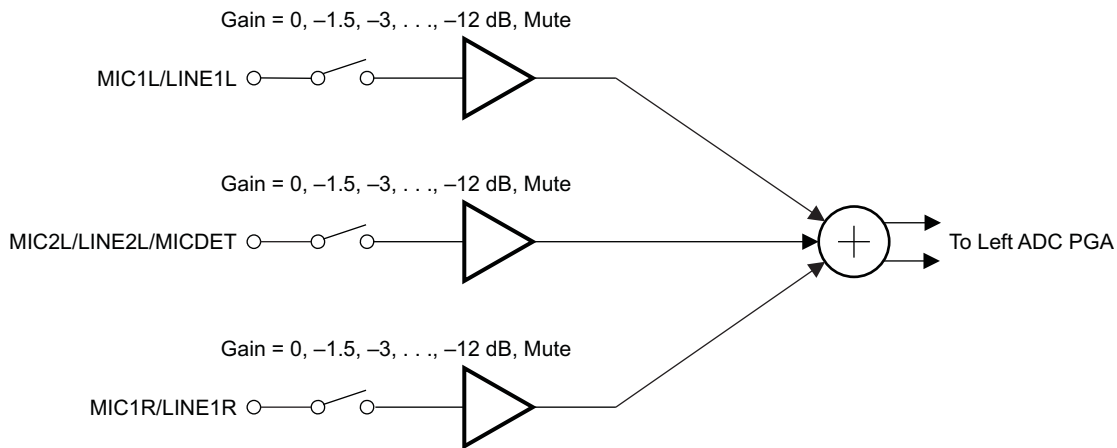 Gain = 0, –1.5, –3, . . ., –12 dB, Mute
MIC1L/LINE1L
Gain = 0, –1.5, –3, . . ., –12 dB, Mute
MIC2L/LINE2L/MICDET
+
To Left ADC PGA
Gain = 0, –1.5, –3, . . ., –12 dB, Mute
MIC1R/LINE1R